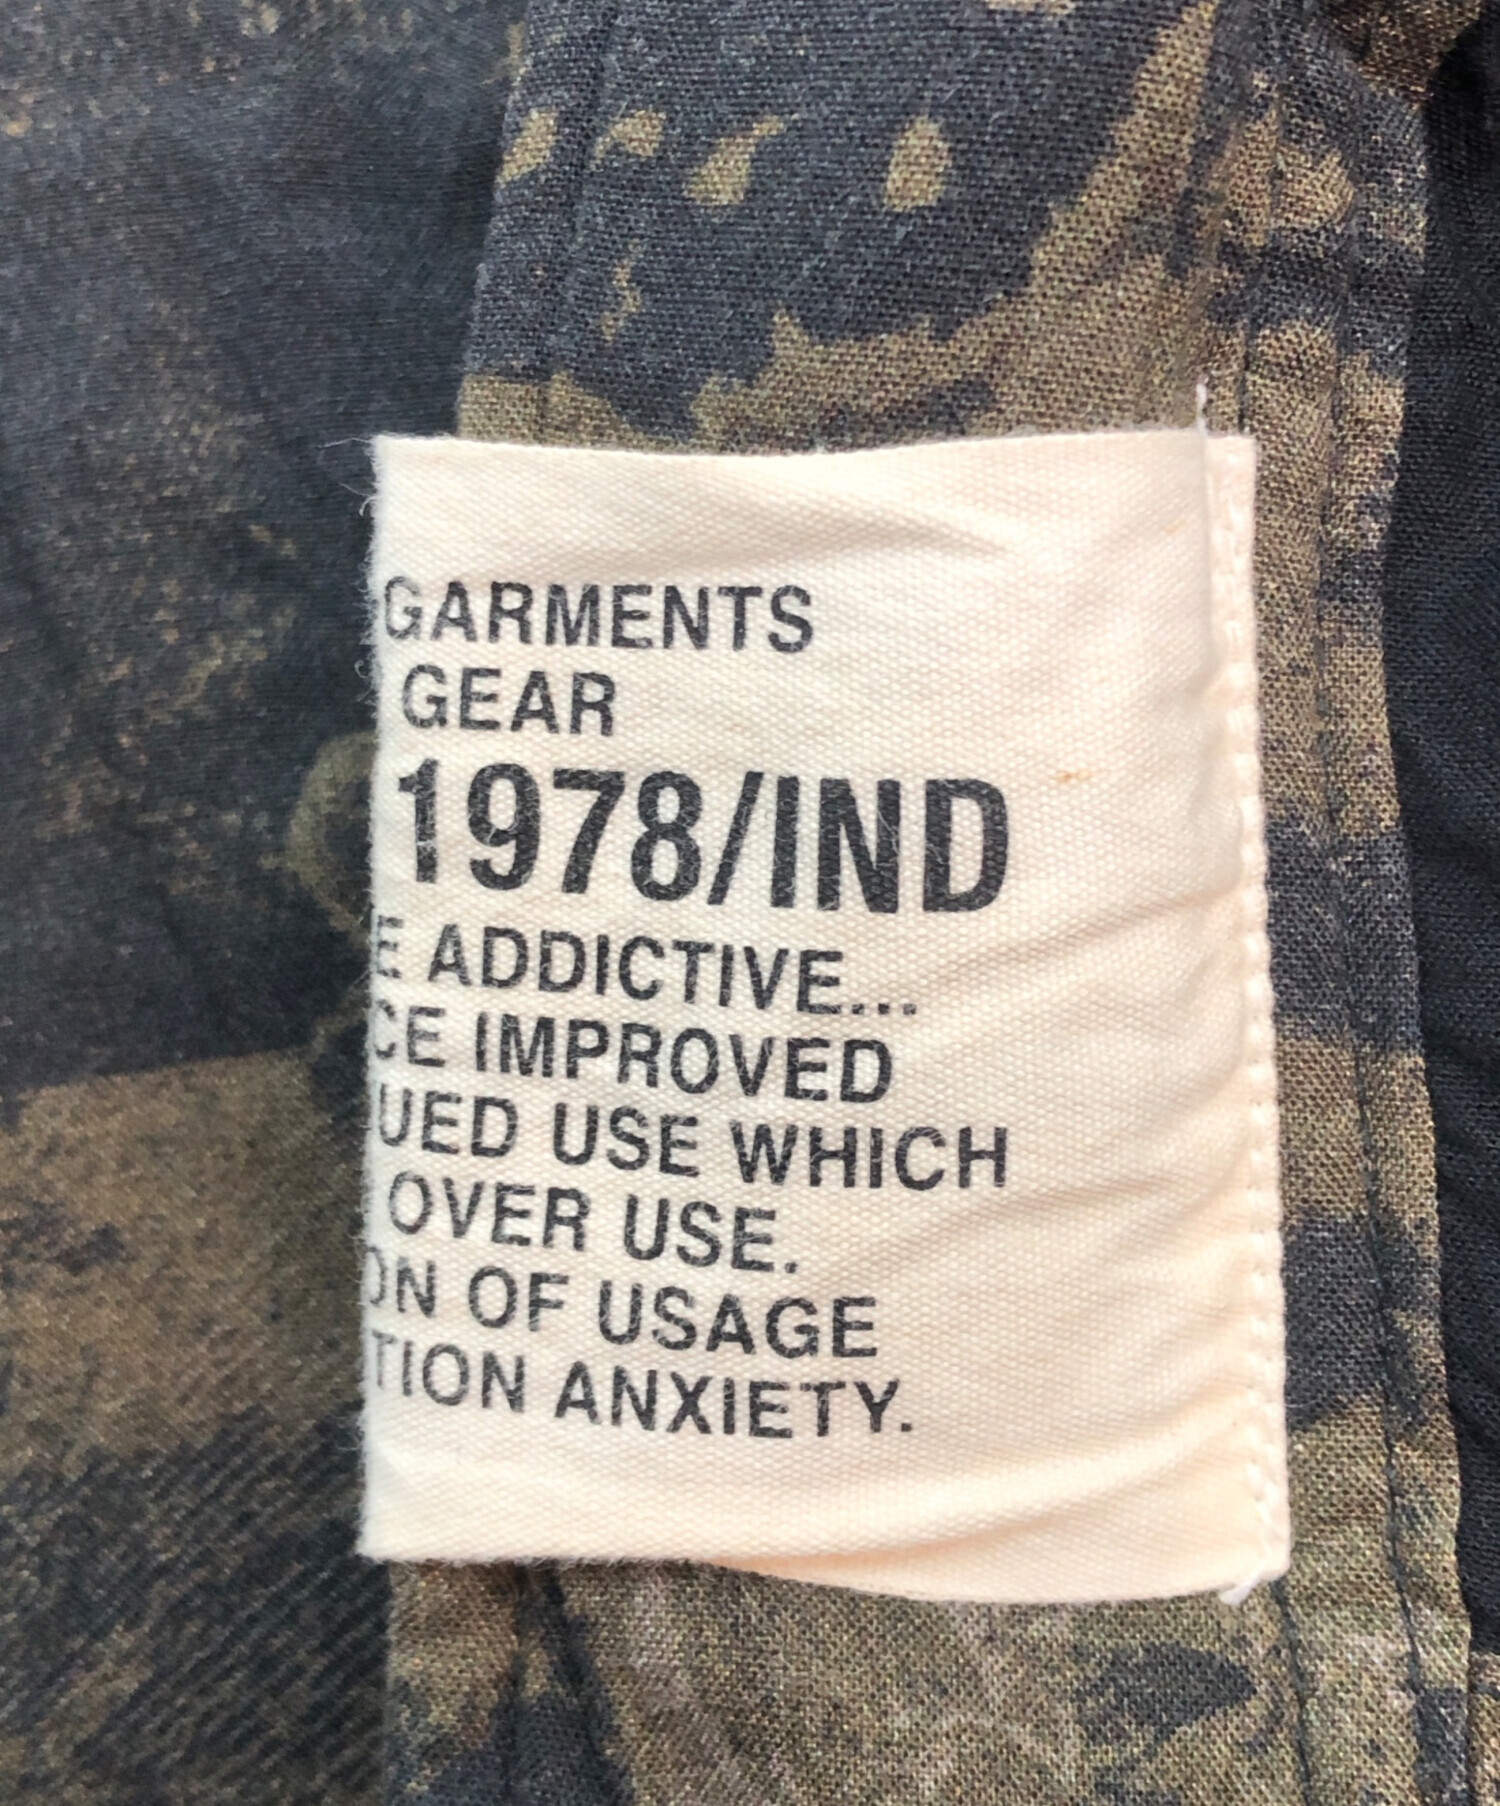 GARMENTS
GEAR
1978/IND
E ADDICTIVE...
CE IMPROVED
UED USE WHICH
OVER USE.
ON OF USAGE
TION ANXIETY.